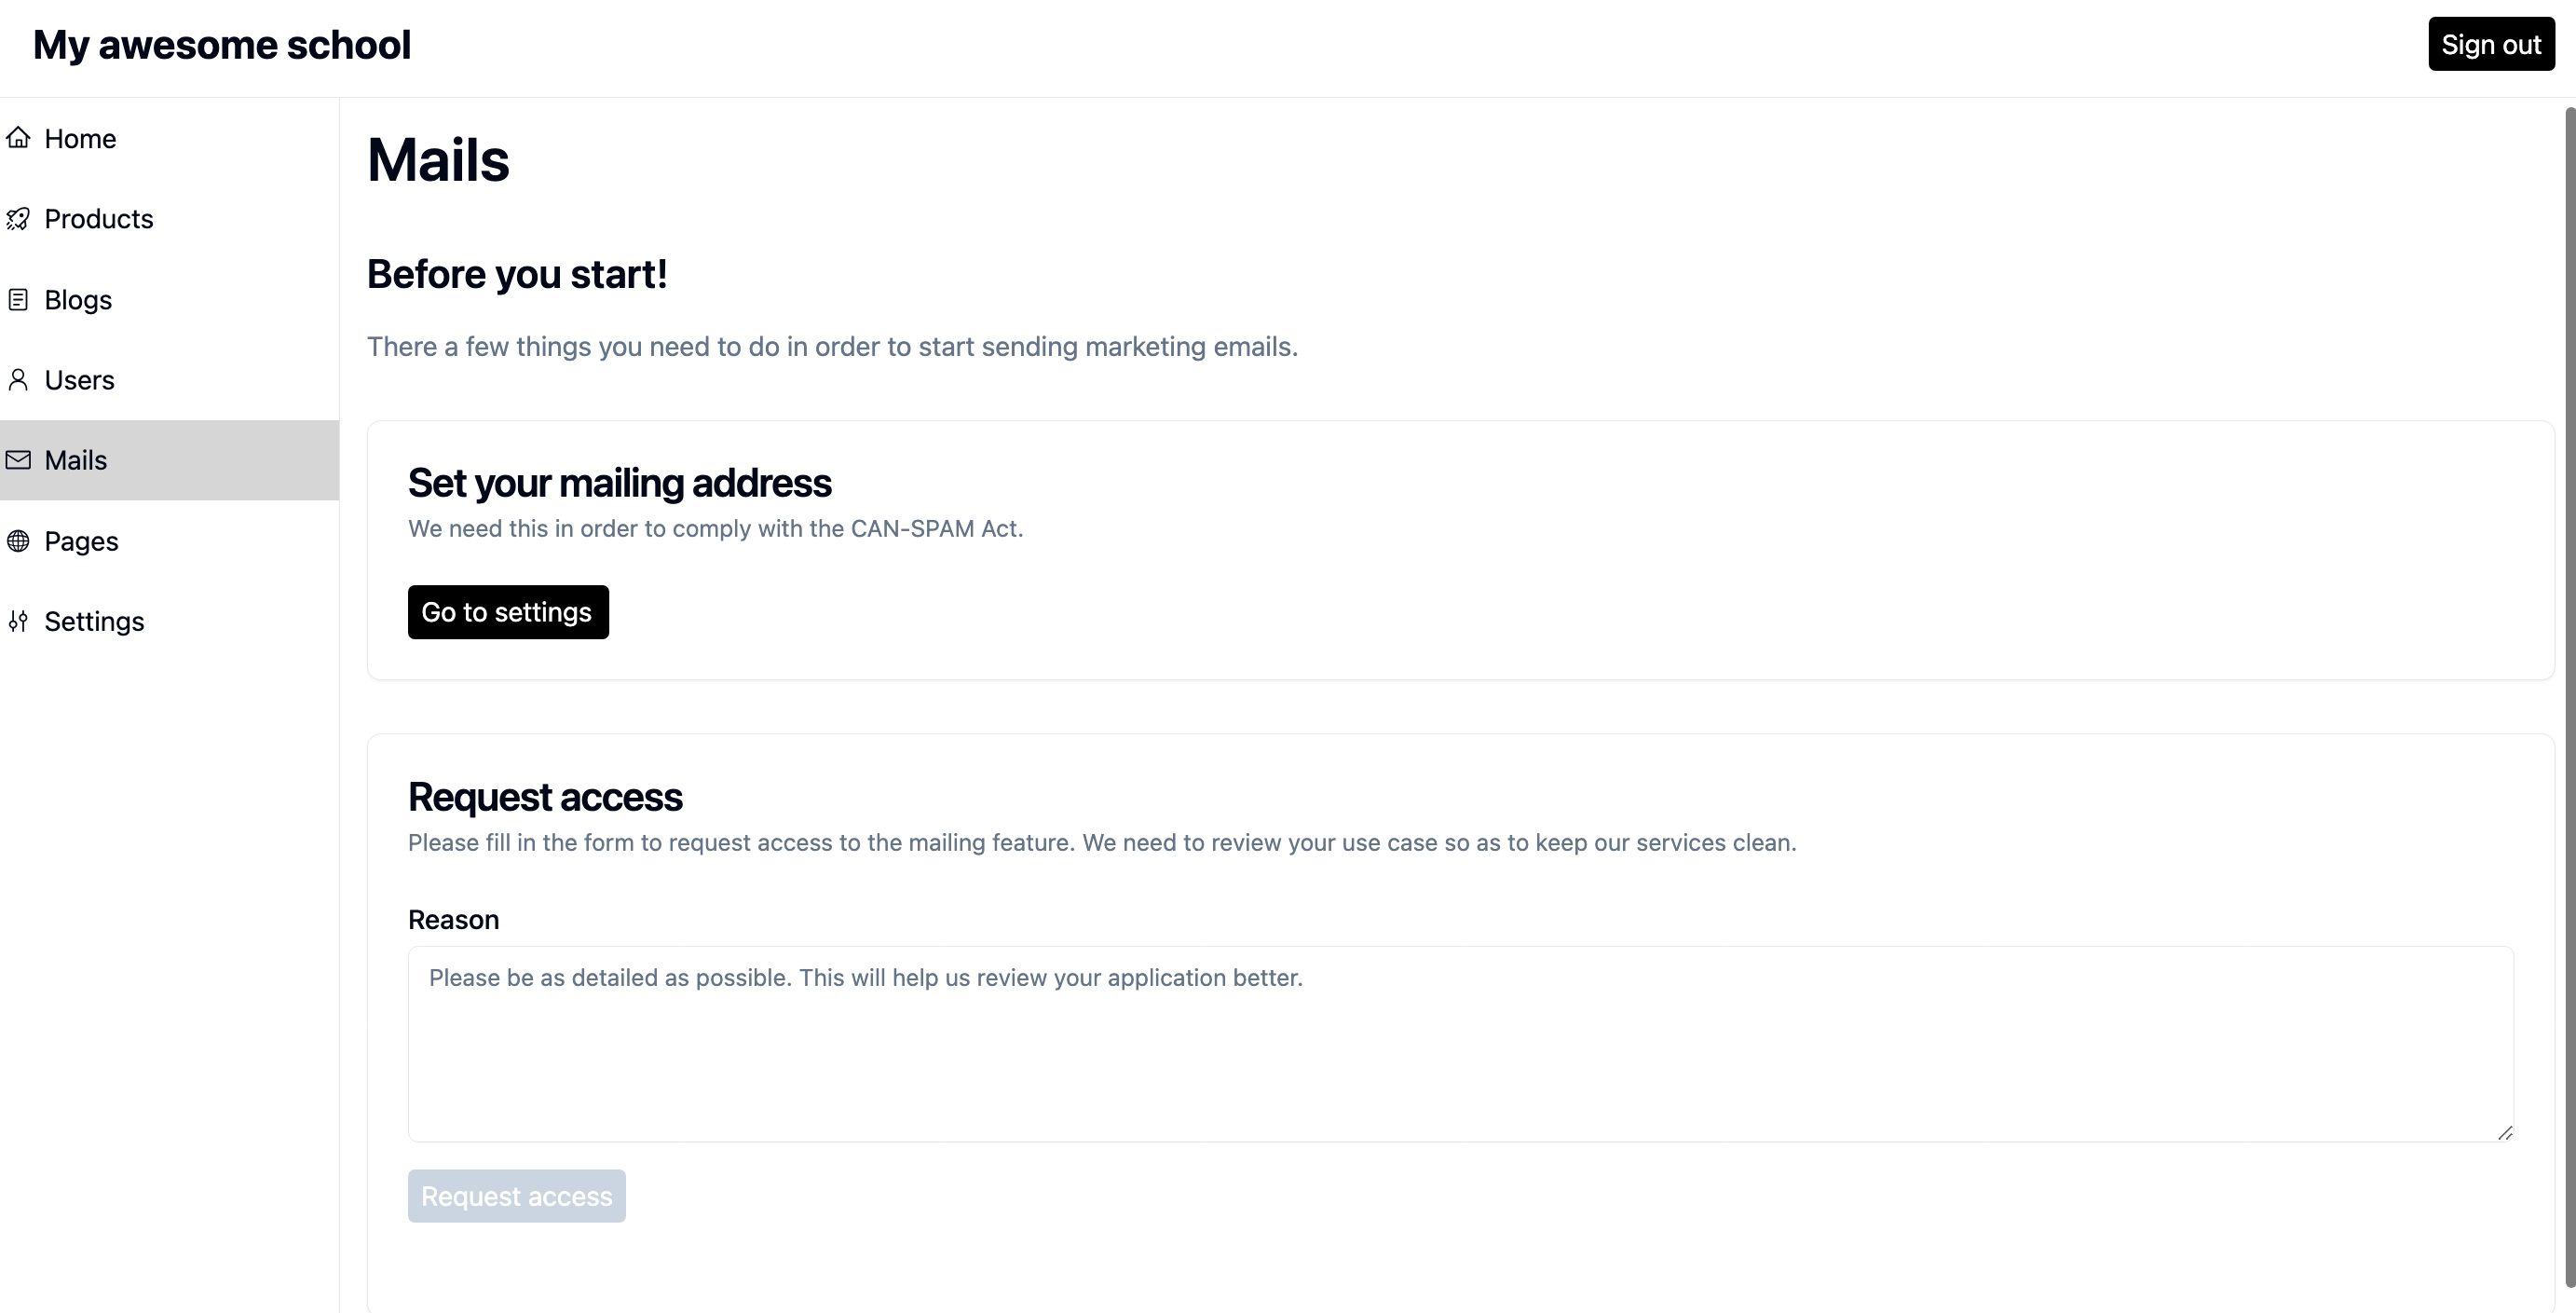 My awesome school
Sign out
Home
Products
Blogs
Users
Mails
Pages
Settings
Mails
Before you start!
There a few things you need to do in order to start sending marketing emails.
Set your mailing address
We need this in order to comply with the CAN-SPAM Act.
Go to settings
Request access
Please fill in the form to request access to the mailing feature. We need to review your use case so as to keep our services clean.
Reason
Please be as detailed as possible. This will help us review your application better.
Request access